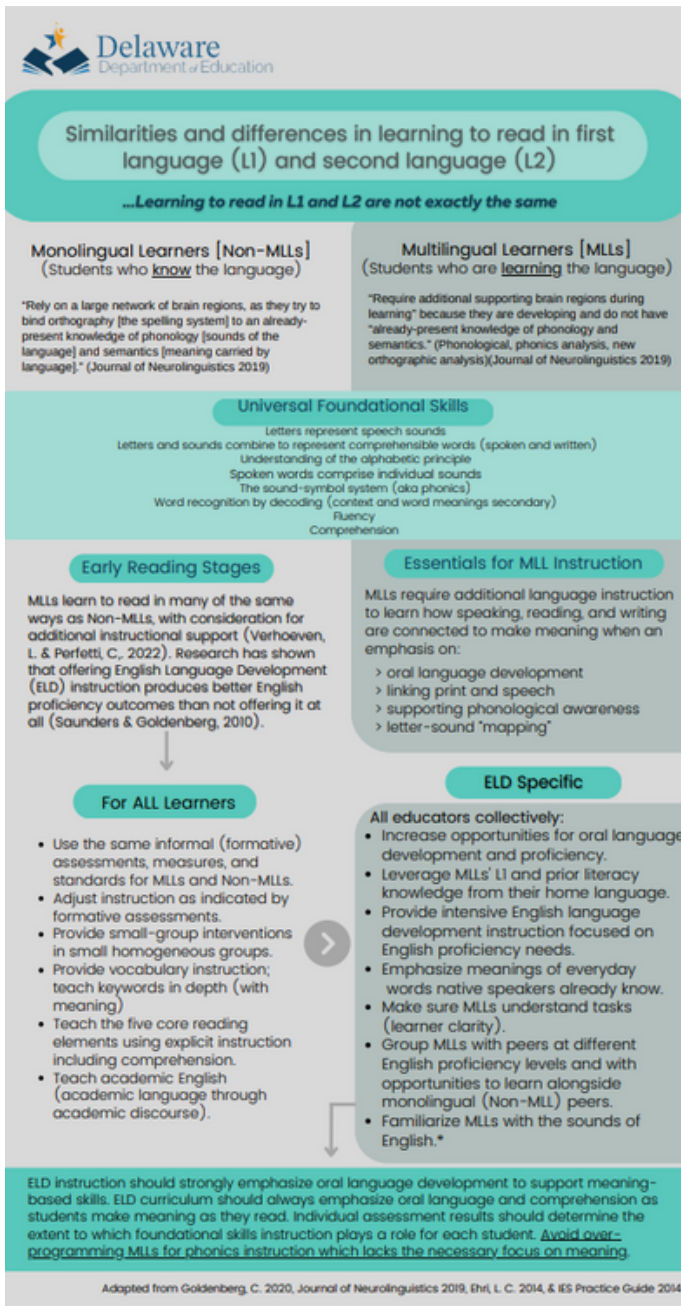 Delaware
Department of Education
Similarities and differences in learning to read in first
language (L1) and second language (L2)
...Learning to read in L1 and L2 are not exactly the same
Monolingual Learners [Non-MLLs]
(Students who know the language)
"Rely on a large network of brain regions, as they try to
bind orthography [the spelling system] to an already-
present knowledge of phonology [sounds of the
language] and semantics [meaning carried by
language]." (Journal of Neurolinguistics 2019)
Multilingual Learners [MLLs]
(Students who are learning the language)
"Require additional supporting brain regions during
learning" because they are developing and do not have
"already-present knowledge of phonology and
semantics." (Phonological, phonics analysis, new
orthographic analysis)(Journal of Neurolinguistics 2019)
Universal Foundational Skills
Letters represent speech sounds
Letters and sounds combine to represent comprehensible words (spoken and written)
Understanding of the alphabetic principle
Spoken words comprise individual sounds
The sound-symbol system (aka phonics)
Word recognition by decoding (context and word meanings secondary)
Fluency
Comprehension
Early Reading Stages
MLLs learn to read in many of the same
ways as Non-MLLs, with consideration for
additional instructional support (Verhoeven,
L. & Perfetti, C,. 2022). Research has shown
that offering English Language Development
(ELD) instruction produces better English
proficiency outcomes than not offering it at
all (Saunders & Goldenberg, 2010).
Essentials for MLL Instruction
MLLs require additional language instruction
to learn how speaking, reading, and writing
are connected to make meaning when an
emphasis on:
> oral language development
> linking print and speech
> supporting phonological awareness
> letter-sound "mapping"
For ALL Learners
• Use the same informal (formative)
assessments, measures, and
standards for MLLs and Non-MLLs.
• Adjust instruction as indicated by
formative assessments.
• Provide small-group interventions
in small homogeneous groups.
• Provide vocabulary instruction;
teach keywords in depth (with
meaning)
• Teach the five core reading
elements using explicit instruction
including comprehension.
• Teach academic English
(academic language through
academic discourse).
ELD Specific
All educators collectively:
• Increase opportunities for oral language
development and proficiency.
• Leverage MLLs' L1 and prior literacy
knowledge from their home language.
• Provide intensive English language
development instruction focused on
English proficiency needs.
• Emphasize meanings of everyday
words native speakers already know.
• Make sure MLLs understand tasks
(learner clarity).
• Group MLLs with peers at different
English proficiency levels and with
opportunities to learn alongside
monolingual (Non-MLL) peers.
• Familiarize MLLs with the sounds of
English.*
ELD instruction should strongly emphasize oral language development to support meaning-
based skills. ELD curriculum should always emphasize oral language and comprehension as
students make meaning as they read. Individual assessment results should determine the
extent to which foundational skills instruction plays a role for each student. Avoid over-
programming MLLs for phonics instruction which lacks the necessary focus on meaning.
Adapted from Goldenberg, C. 2020, Journal of Neurolinguistics 2019, Ehri, L. C. 2014, & IES Practice Guide 2014